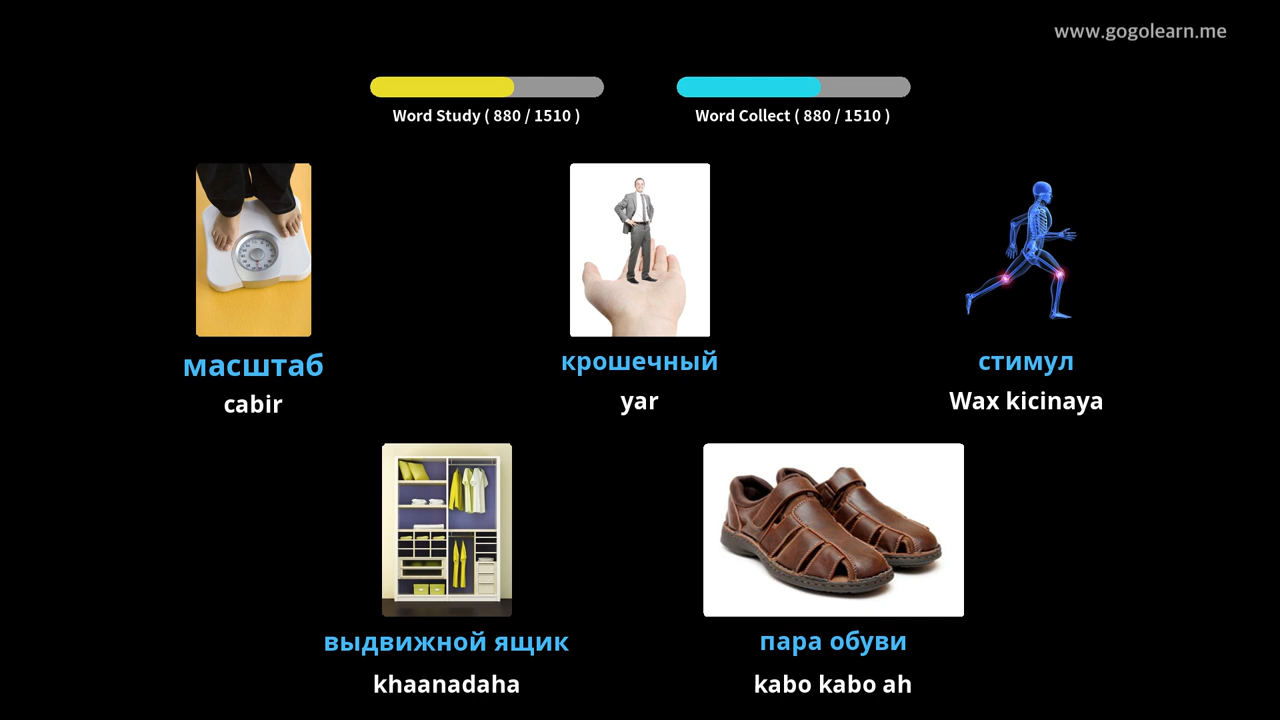 www.gogolearn.me
Word Study ( 880 / 1510 )
Word Collect ( 880 / 1510 )
масштаб
cabir
крошечный
yar
стимул
Wax kicinaya
выдвижной ящик
khaanadaha
пара обуви
kabo kabo ah